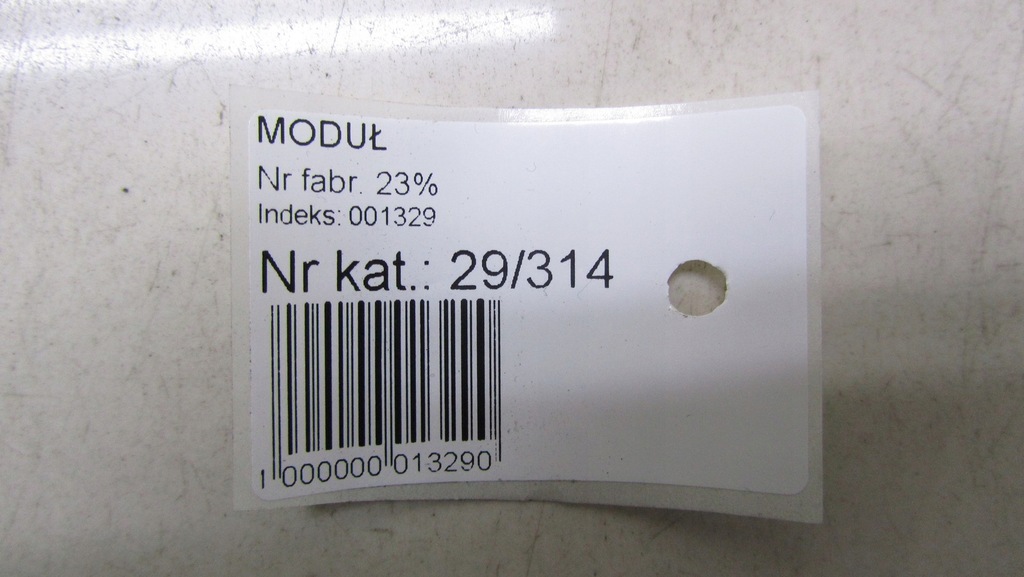 MODUŁ
Nr fabr. 23%
Indeks: 001329
Nr kat.: 29/314
1 000000 013290